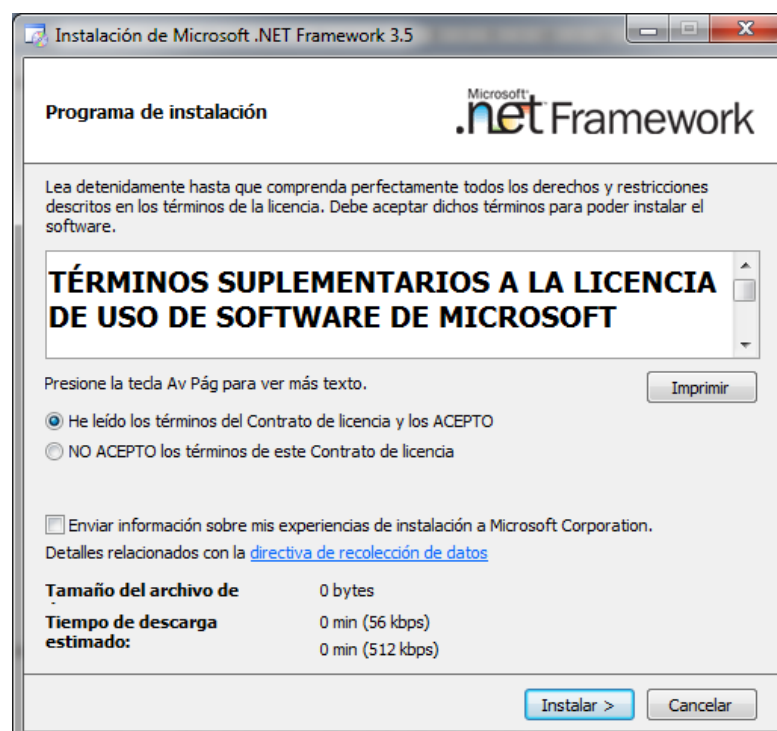 Instalación de Microsoft .NET Framework 3.5
Programa de instalación
Microsoft
.net Framework
Lea detenidamente hasta que comprenda perfectamente todos los derechos y restricciones
descritos en los términos de la licencia. Debe aceptar dichos términos para poder instalar el
software.
TÉRMINOS SUPLEMENTARIOS A LA LICENCIA
DE USO DE SOFTWARE DE MICROSOFT
Presione la tecla Av Pág para ver más texto.
Imprimir
He leído los términos del Contrato de licencia y los ACEPTO
NO ACEPTO los términos de este Contrato de licencia
Enviar información sobre mis experiencias de instalación a Microsoft Corporation.
Detalles relacionados con la directiva de recolección de datos
Tamaño del archivo de
0 bytes
Tiempo de descarga
estimado:
0 min (56 kbps)
0 min (512 kbps)
Instalar >
Cancelar